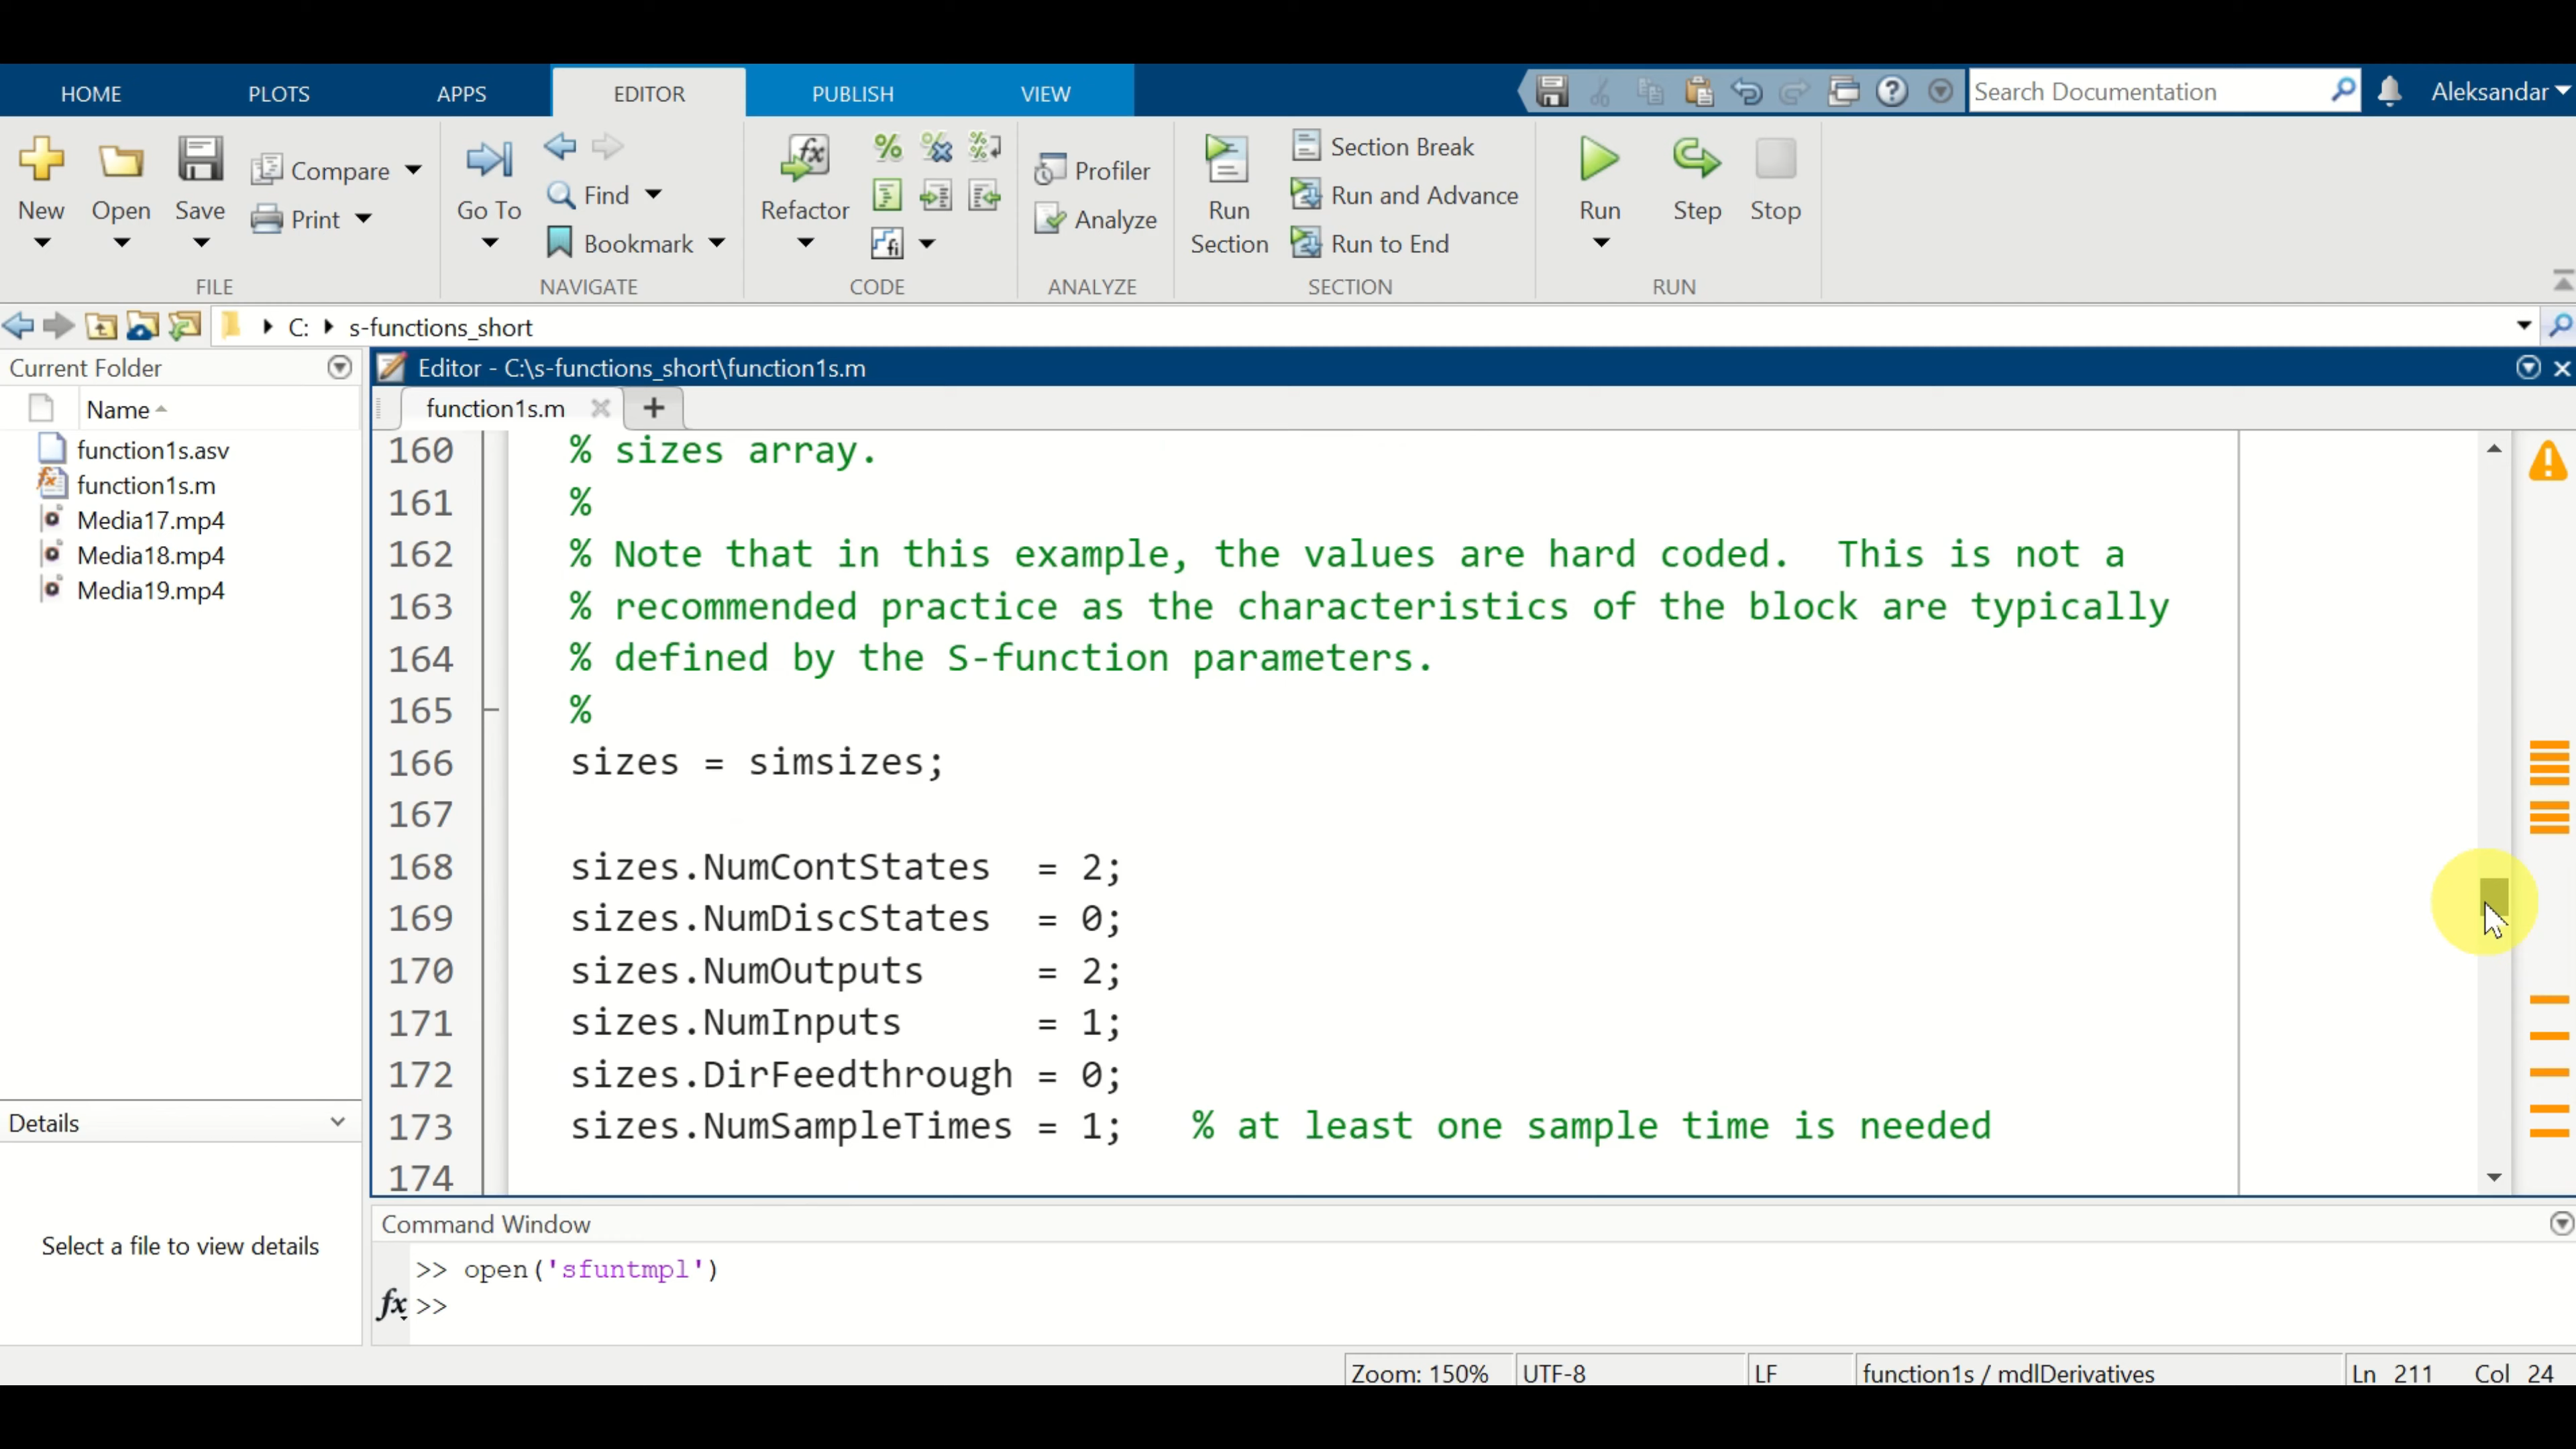 HOME PLOTS APPS EDITOR PUBLISH VIEW Search Documentation Aleksandar
New Open Save Compare Print Go To Find Bookmark Refactor Profiler Analyze Run Section Section Break Run and Advance Run to End Run Step Stop
FILE NAVIGATE CODE ANALYZE SECTION RUN
C: s-functions_short
Current Folder
Name
function1s.asv
function1s.m
Media17.mp4
Media18.mp4
Media19.mp4
Details
Select a file to view details
Editor - C:\s-functions_short\function1s.m
function1s.m
160 % sizes array.
161 %
162 % Note that in this example, the values are hard coded.  This is not a
163 % recommended practice as the characteristics of the block are typically
164 % defined by the S-function parameters.
165 %
166 sizes = simsizes;
167
168 sizes.NumContStates  = 2;
169 sizes.NumDiscStates  = 0;
170 sizes.NumOutputs     = 2;
171 sizes.NumInputs      = 1;
172 sizes.DirFeedthrough = 0;
173 sizes.NumSampleTimes = 1;   % at least one sample time is needed
174
Command Window
>> open('sfuntmpl')
fx >>
Zoom: 150% UTF-8 LF function1s / mdlDerivatives Ln 211 Col 24